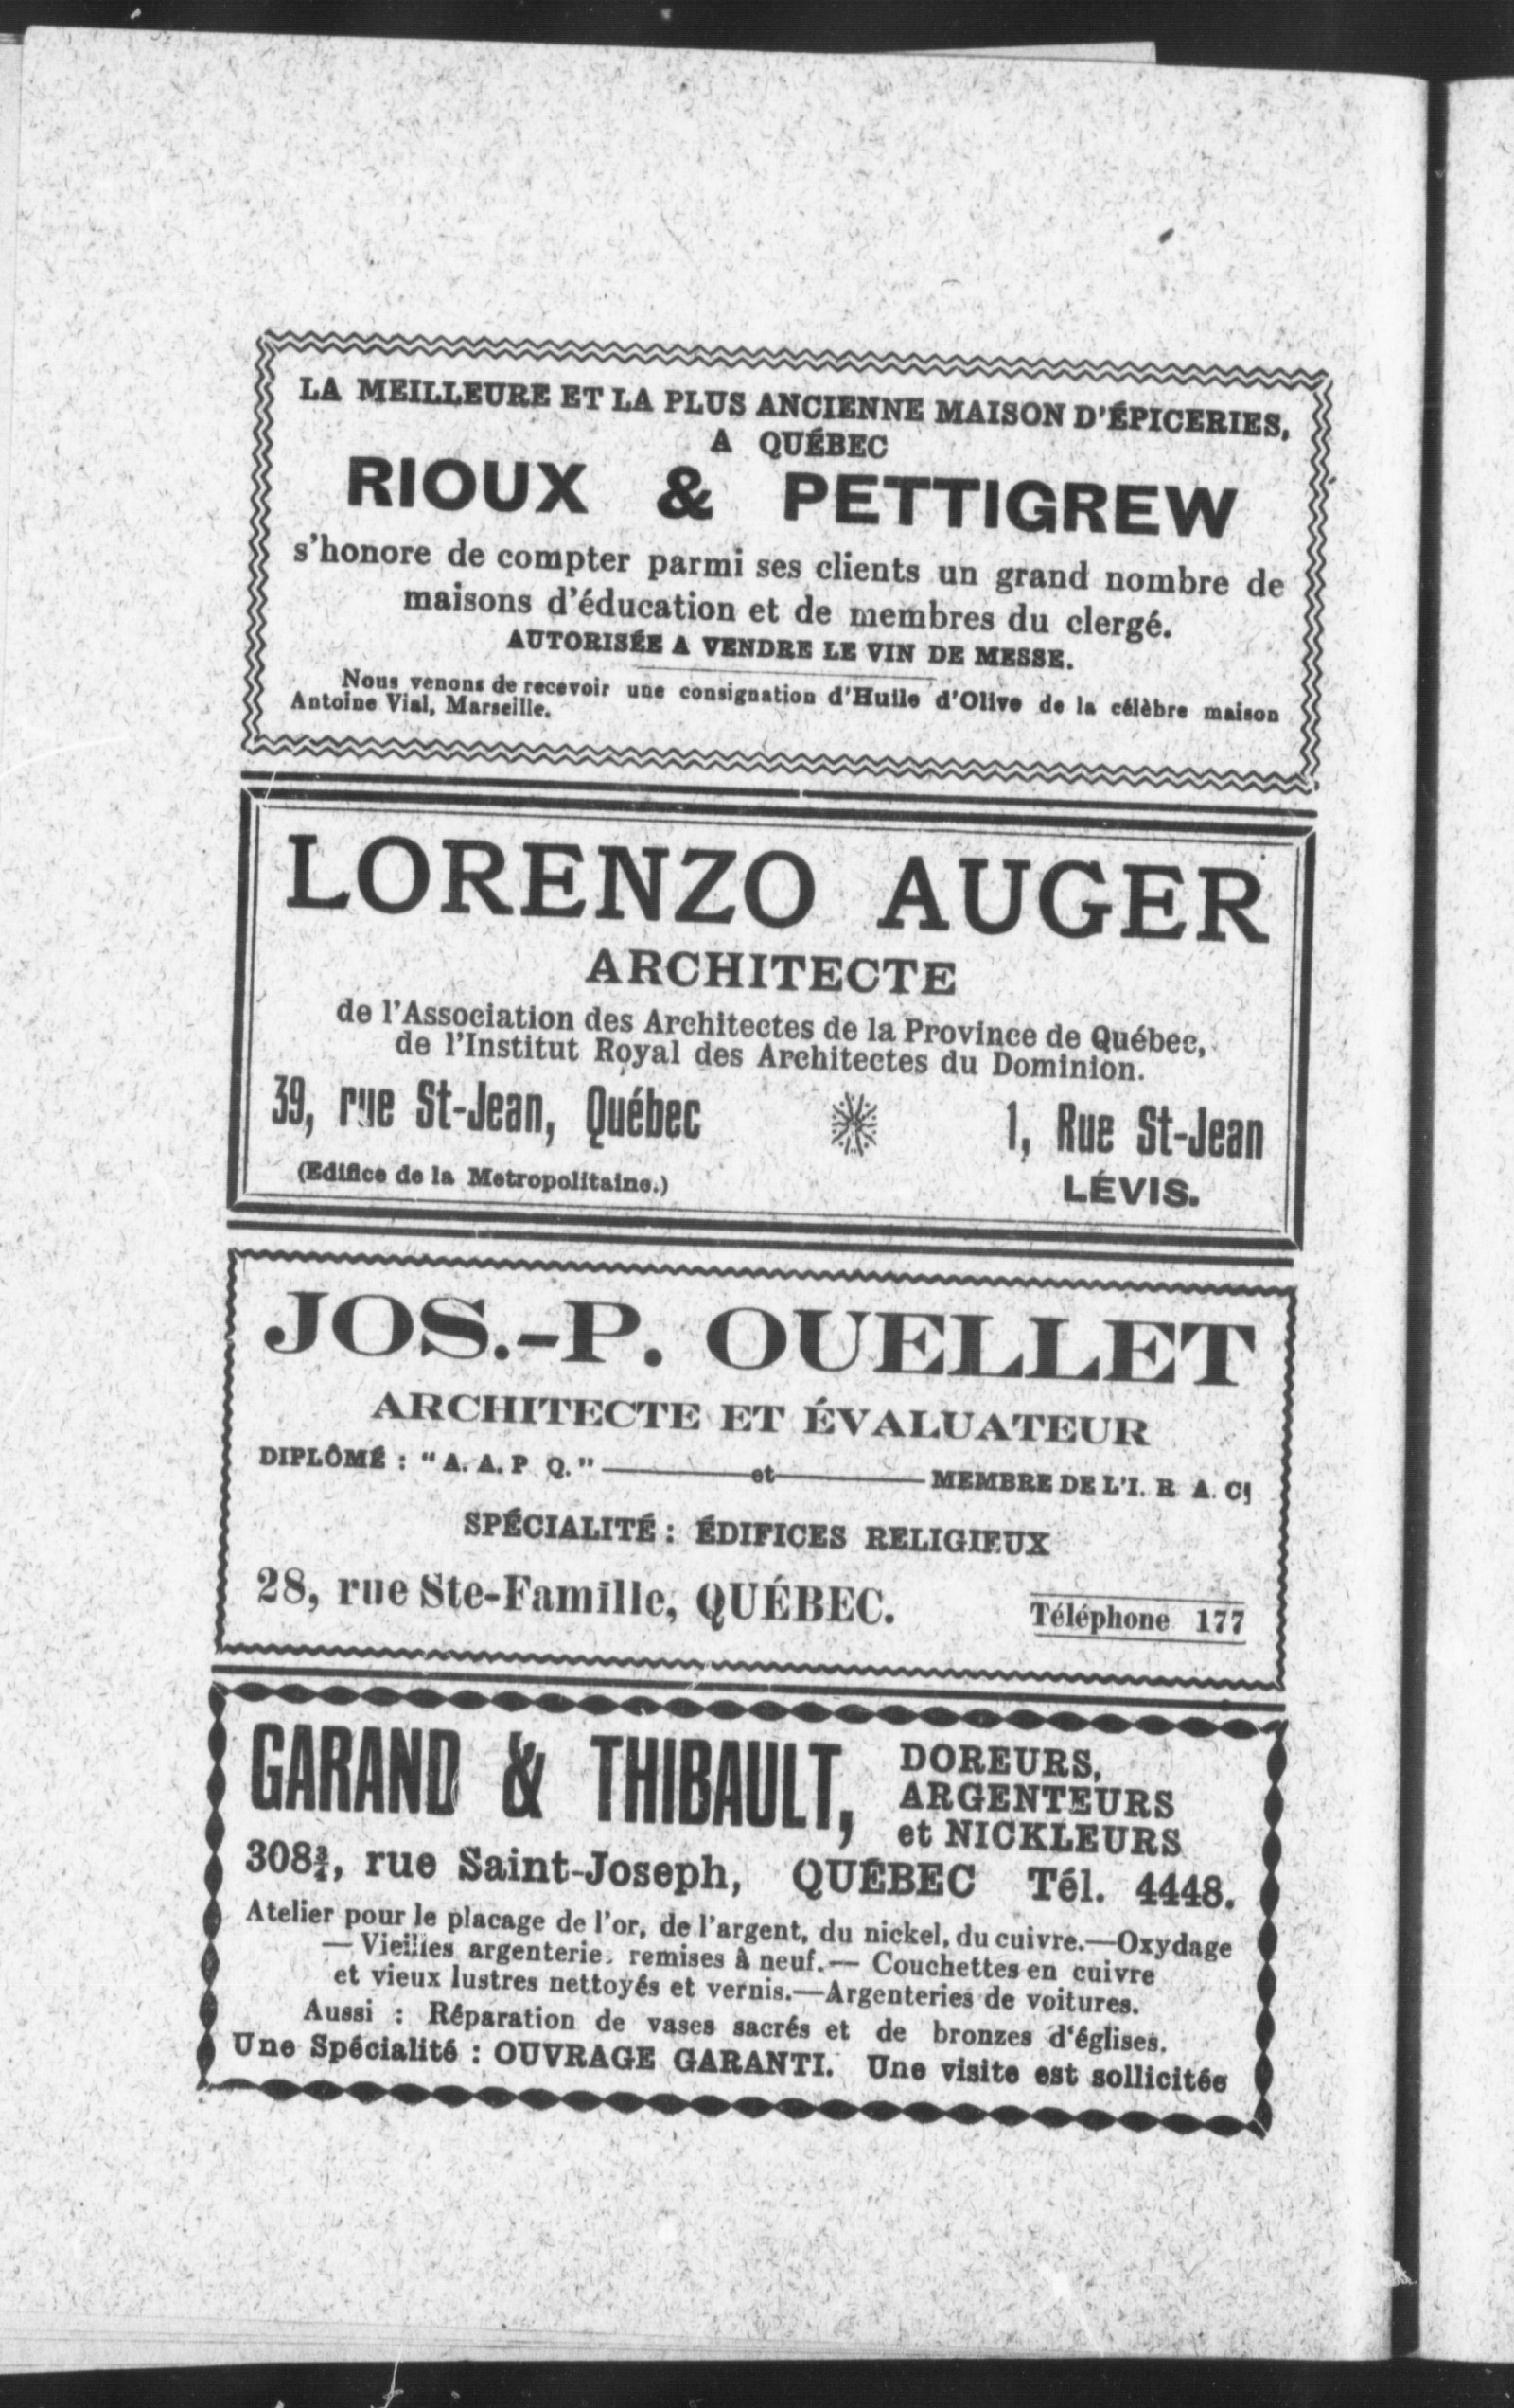 LA MEILLEURE ET LA PLUS ANCIENNE MAISON D'ÉPICERIES,
A QUÉBEC
RIOUX & PETTIGREW
s'honore de compter parmi ses clients un grand nombre de
maisons d'éducation et de membres du clergé.
AUTORISÉE A VENDRE LE VIN DE MESSE.
Nous venons de recevoir une consignation d'Huile d'Olive de la célèbre maison
Antoine Vial, Marseille.
LORENZO AUGER
ARCHITECTE
de l'Association des Architectes de la Province de Québec,
de l'Institut Royal des Architectes du Dominion.
39, rue St-Jean, Québec
(Edifice de la Metropolitaine.)
1, Rue St-Jean
LÉVIS.
JOS.-P. OUELLET
ARCHITECTE ET ÉVALUATEUR
DIPLÔMÉ : "A. A. P Q." — et — MEMBRE DE L'I. R A. C
SPÉCIALITÉ : ÉDIFICES RELIGIEUX
28, rue Ste-Famille, QUÉBEC. Téléphone 177
GARAND & THIBAULT,
DOREURS,
ARGENTEURS
et NICKLEURS
308¾, rue Saint-Joseph, QUÉBEC Tél. 4448.
Atelier pour le placage de l'or, de l'argent, du nickel, du cuivre.—Oxydage
— Vieilles argenterie. remises à neuf.— Couchettes en cuivre
et vieux lustres nettoyés et vernis.—Argenteries de voitures.
Aussi : Réparation de vases sacrés et de bronzes d'églises.
Une Spécialité : OUVRAGE GARANTI. Une visite est sollicitée